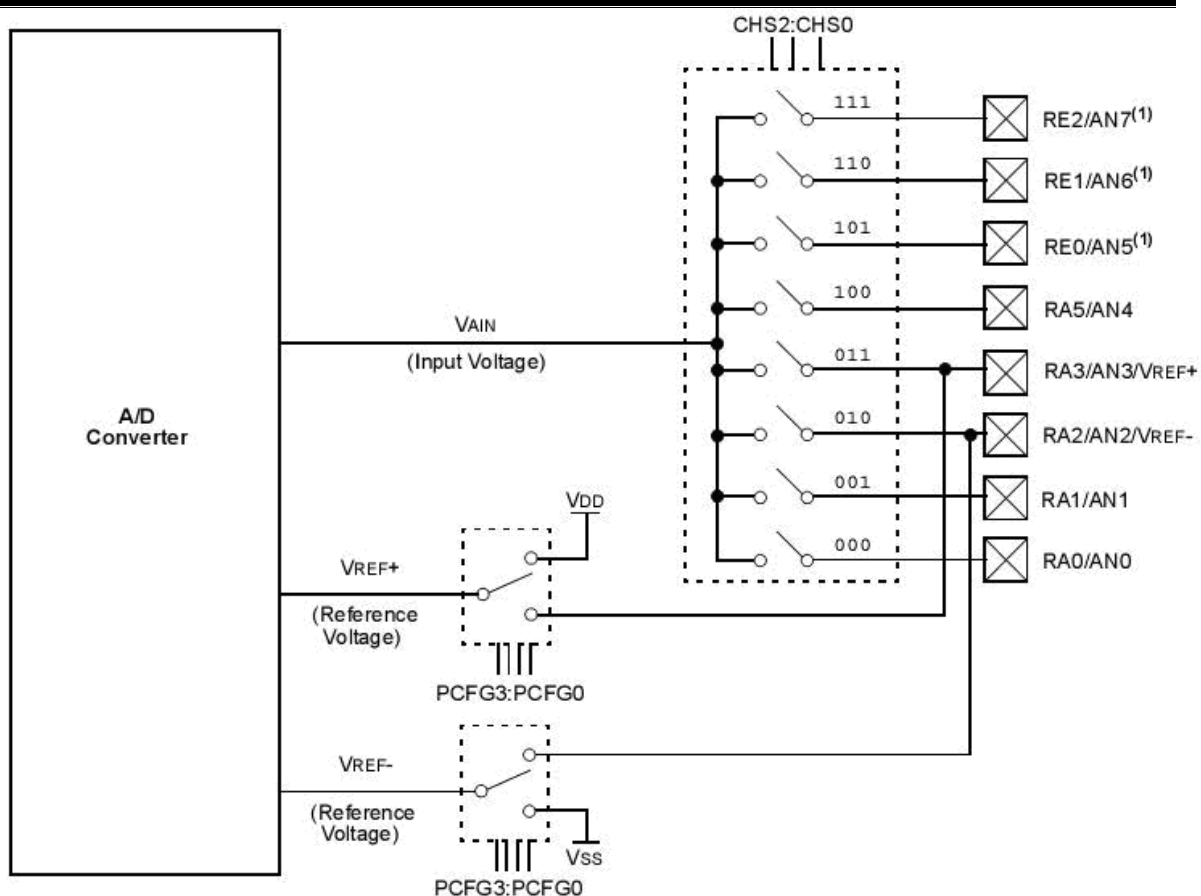 CHS2:CHS0
111
RE2/AN7(1)
110
RE1/AN6(1)
101
RE0/AN5(1)
100
RA5/AN4
VAIN
(Input Voltage)
011
RA3/AN3/VREF+
A/D
Converter
010
RA2/AN2/VREF-
001
RA1/AN1
VDD
000
RA0/AN0
VREF+
(Reference
Voltage)
PCFG3:PCFG0
VREF-
(Reference
Voltage)
VSS
PCFG3:PCFG0